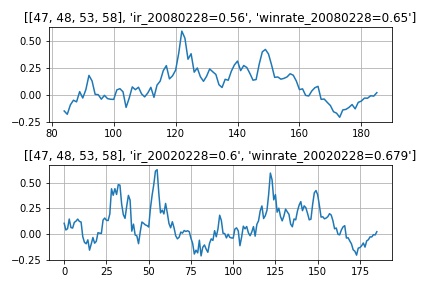 [[47, 48, 53, 58], 'ir_20080228=0.56', 'winrate_20080228=0.65']
0.50
0.25
0.00
−0.25
80 100 120 140 160 180
[[47, 48, 53, 58], 'ir_20020228=0.6', 'winrate_20020228=0.679']
0.50
0.25
0.00
−0.25
0 25 50 75 100 125 150 175